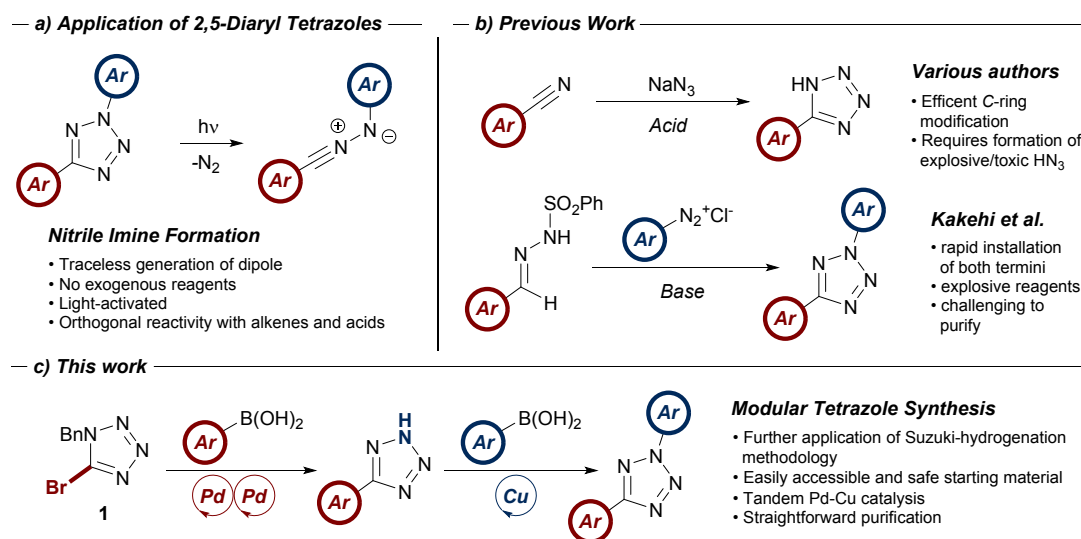 a) Application of 2,5-Diaryl Tetrazoles
Ar
N
N
N
N
Ar
hν
-N₂
Ar
N
⊕
N
⊖
Ar
Nitrile Imine Formation
• Traceless generation of dipole
• No exogenous reagents
• Light-activated
• Orthogonal reactivity with alkenes and acids
b) Previous Work
Ar
N
NaN₃
Acid
HN
N
N
N
Ar
Various authors
• Efficent C-ring
modification
• Requires formation of
explosive/toxic HN₃
SO₂Ph
NH
N
H
Ar
Ar
N₂⁺Cl⁻
Base
Ar
N
N
N
N
Ar
Kakehi et al.
• rapid installation
of both termini
• explosive reagents
• challenging to
purify
c) This work
BnN
N
N
N
Br
1
Ar
B(OH)₂
Pd
Pd
H
N
N
N
N
Ar
Ar
B(OH)₂
Cu
Ar
N
N
N
N
Ar
Modular Tetrazole Synthesis
• Further application of Suzuki-hydrogenation
methodology
• Easily accessible and safe starting material
• Tandem Pd-Cu catalysis
• Straightforward purification